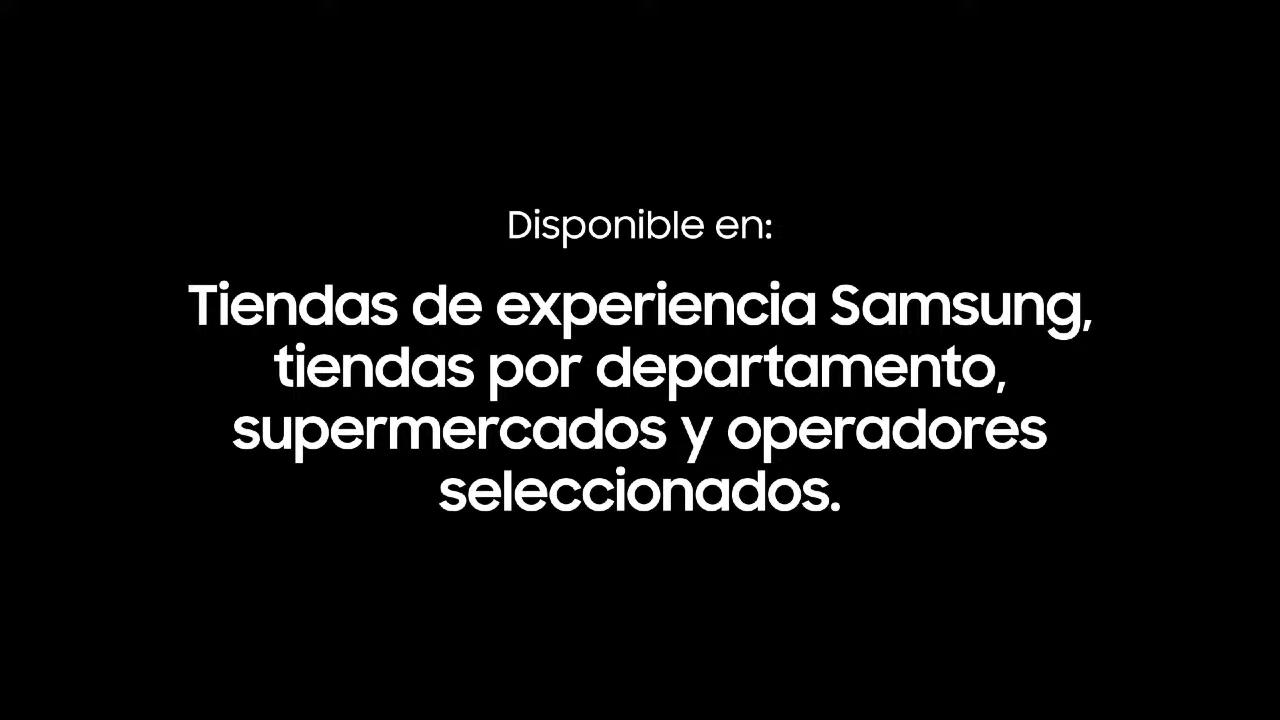 Disponible en:
Tiendas de experiencia Samsung,
tiendas por departamento,
supermercados y operadores
seleccionados.